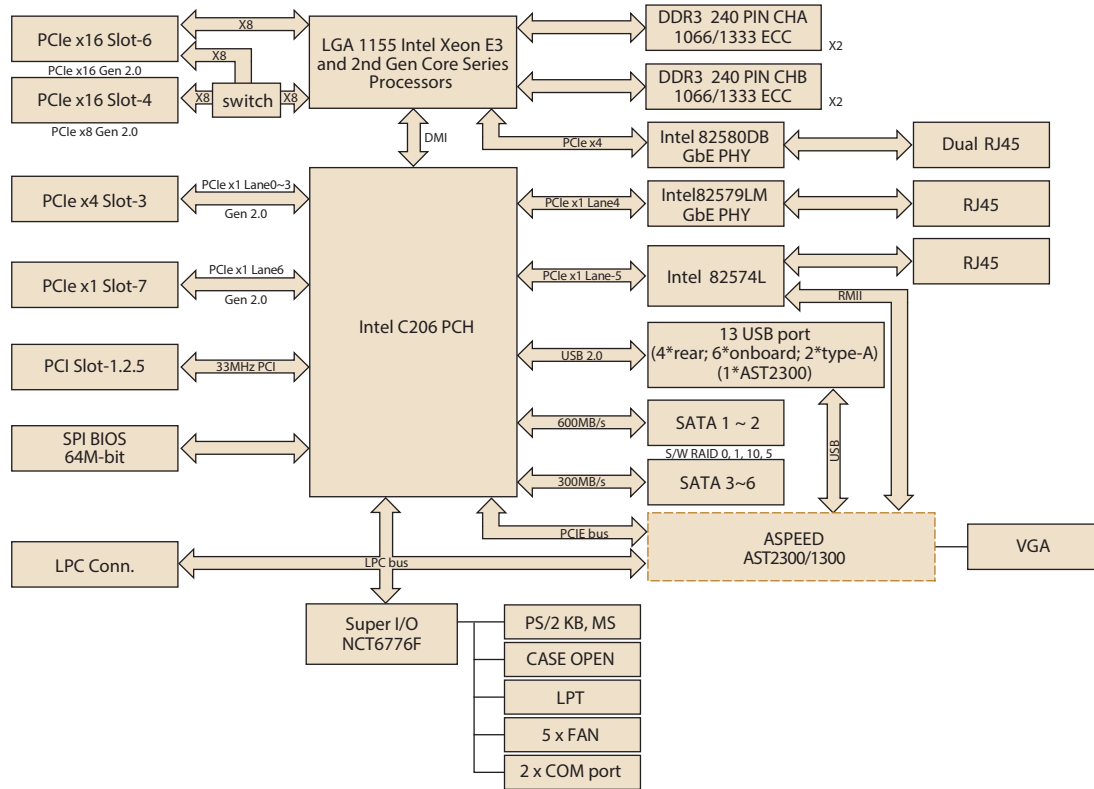 PCIe x16 Slot-6
PCIe x16 Gen 2.0
PCIe x16 Slot-4
PCIe x8 Gen 2.0
X8
X8
X8
switch
X8
LGA 1155 Intel Xeon E3
and 2nd Gen Core Series
Processors
DDR3 240 PIN CHA
1066/1333 ECC
X2
DDR3 240 PIN CHB
1066/1333 ECC
X2
DMI
PCIe x4
Intel 82580DB
GbE PHY
Dual RJ45
PCIe x4 Slot-3
PCIe x1 Lane0~3
Gen 2.0
PCIe x1 Lane4
Intel82579LM
GbE PHY
RJ45
PCIe x1 Slot-7
PCIe x1 Lane6
Gen 2.0
Intel C206 PCH
PCIe x1 Lane-5
Intel 82574L
RJ45
RMII
PCI Slot-1.2.5
33MHz PCI
USB 2.0
13 USB port
(4*rear; 6*onboard; 2*type-A)
(1*AST2300)
SPI BIOS
64M-bit
600MB/s
SATA 1 ~ 2
S/W RAID 0, 1, 10, 5
300MB/s
SATA 3~6
USB
PCIE bus
ASPEED
AST2300/1300
VGA
LPC Conn.
LPC bus
Super I/O
NCT6776F
PS/2 KB, MS
CASE OPEN
LPT
5 x FAN
2 x COM port